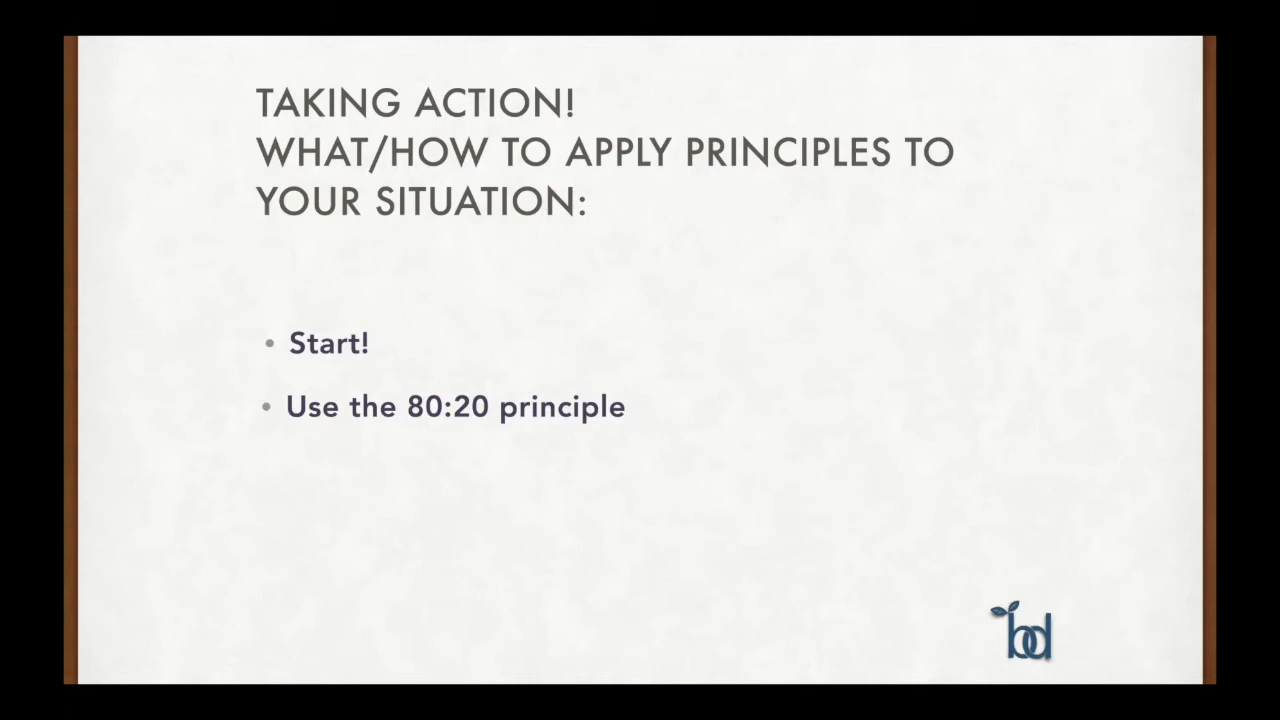 TAKING ACTION!
WHAT/HOW TO APPLY PRINCIPLES TO
YOUR SITUATION:
• Start!
• Use the 80:20 principle
bd